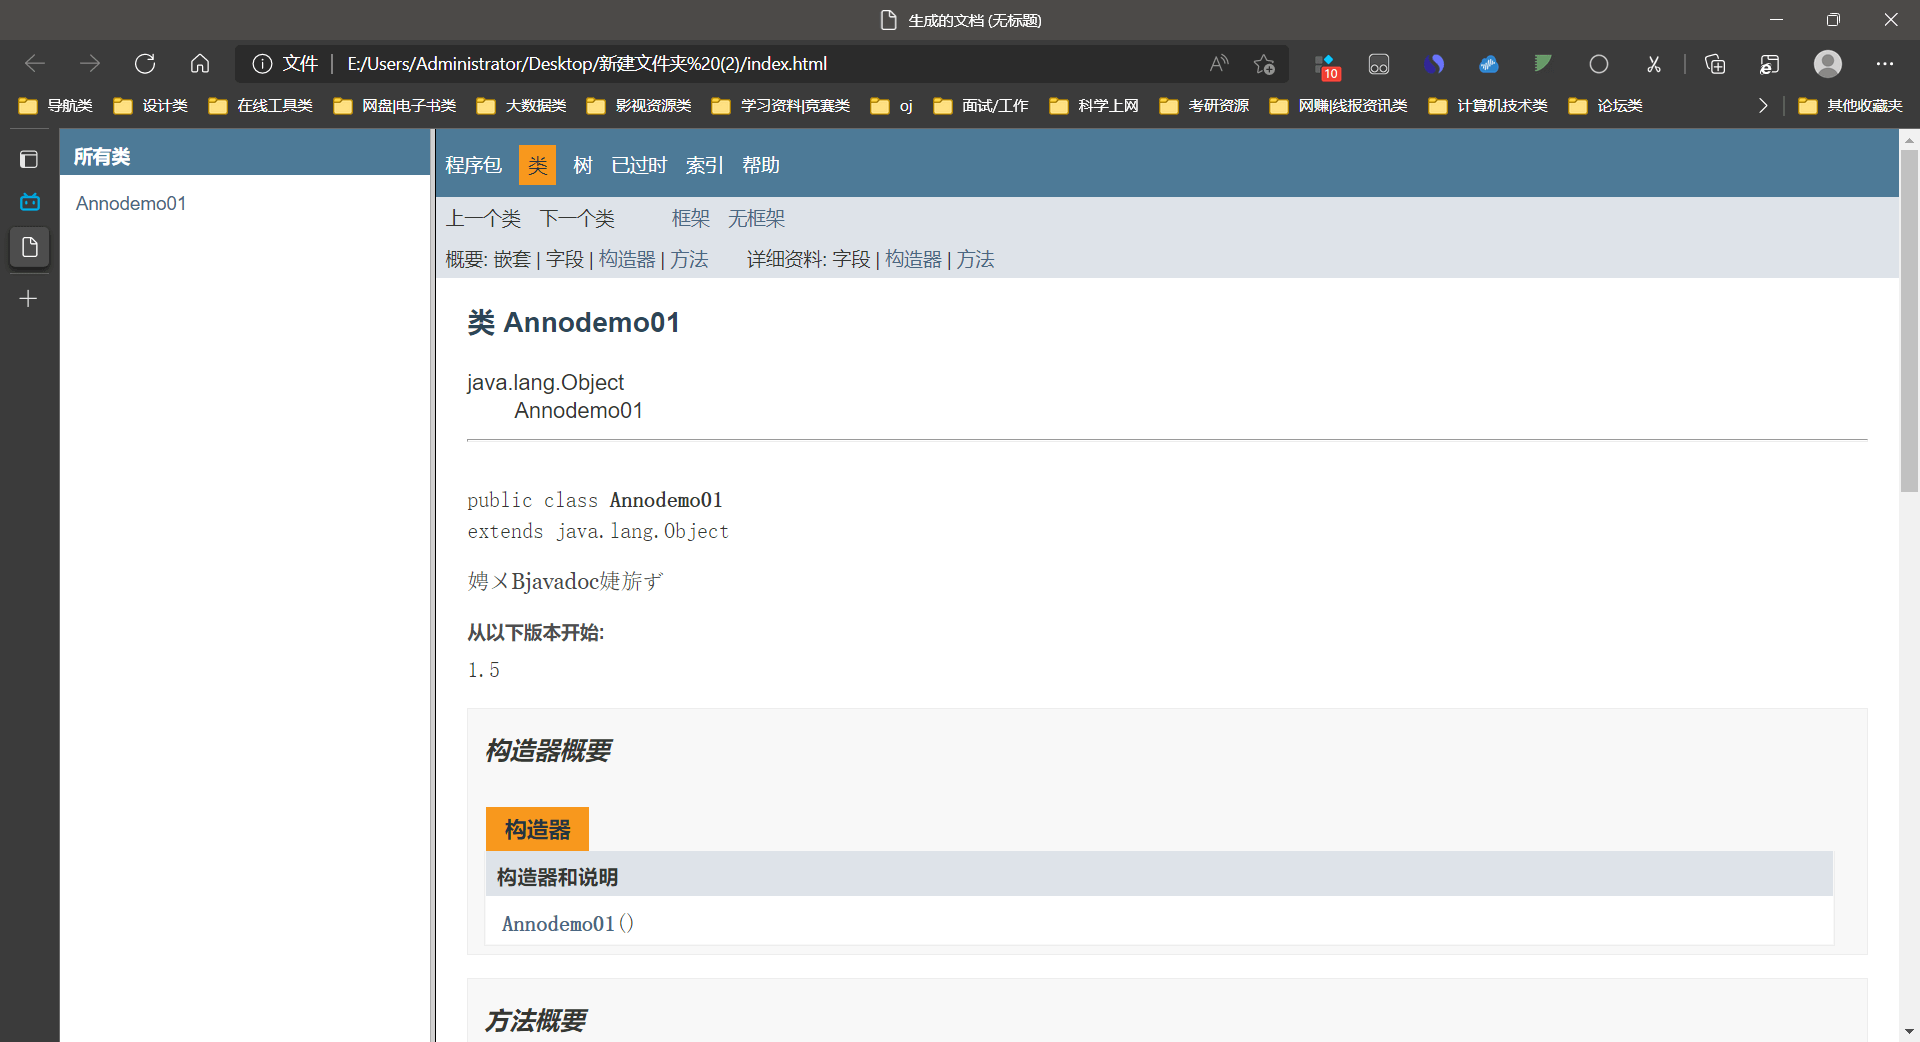 生成的文档 (无标题)
文件 | E:/Users/Administrator/Desktop/新建文件夹%20(2)/index.html
10
导航类 设计类 在线工具类 网盘|电子书类 大数据类 影视资源类 学习资料|竞赛类 oj 面试/工作 科学上网 考研资源 网赚|线报资讯类 计算机技术类 论坛类 其他收藏夹
所有类
Annodemo01
程序包 类 树 已过时 索引 帮助
上一个类 下一个类 框架 无框架
概要: 嵌套 | 字段 | 构造器 | 方法 详细资料: 字段 | 构造器 | 方法
类 Annodemo01
java.lang.Object
Annodemo01
public class Annodemo01
extends java.lang.Object
娉ㄨВjavadoc婕旂ず
从以下版本开始:
1.5
构造器概要
构造器
构造器和说明
Annodemo01()
方法概要